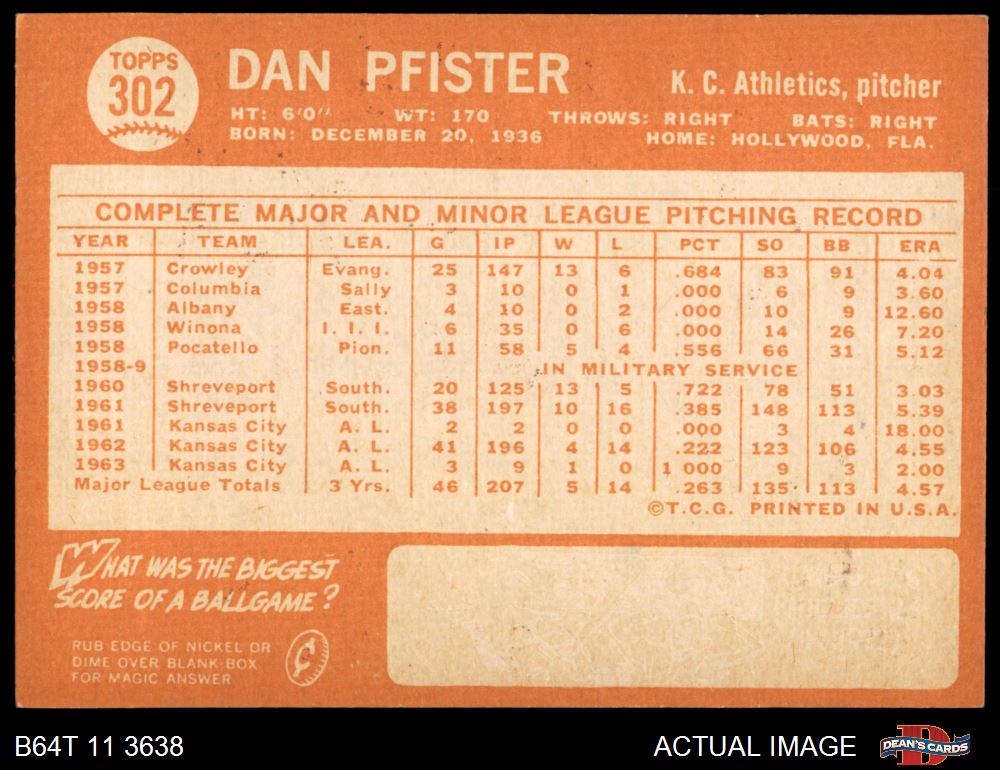 TOPPS
302
DAN PFISTER
K. C. Athletics, pitcher
HT: 6'0" WT: 170 THROWS: RIGHT BATS: RIGHT
BORN: DECEMBER 20, 1936 HOME: HOLLYWOOD, FLA.
COMPLETE MAJOR AND MINOR LEAGUE PITCHING RECORD
YEAR TEAM LEA. G IP W L PCT SO BB ERA
1957 Crowley Evang. 25 147 13 6 .684 83 91 4.04
1957 Columbia Sally 3 10 0 1 .000 6 9 3.60
1958 Albany East. 4 10 0 2 .000 10 9 12.60
1958 Winona I. I. I. 6 35 0 6 .000 14 26 7.20
1958 Pocatello Pion. 11 58 5 4 .556 66 31 5.12
1958-9 IN MILITARY SERVICE
1960 Shreveport South. 20 125 13 5 .722 78 51 3.03
1961 Shreveport South. 38 197 10 16 .385 148 113 5.39
1961 Kansas City A. L. 2 2 0 0 .000 3 4 18.00
1962 Kansas City A. L. 41 196 4 14 .222 123 106 4.55
1963 Kansas City A. L. 3 9 1 0 1 000 9 3 2.00
Major League Totals 3 Yrs. 46 207 5 14 .263 135 113 4.57
©T.C.G. PRINTED IN U.S.A.
WHAT WAS THE BIGGEST
SCORE OF A BALLGAME?
RUB EDGE OF NICKEL OR
DIME OVER BLANK BOX
FOR MAGIC ANSWER
¢
B64T 11 3638
ACTUAL IMAGE
D
DEAN'S CARDS